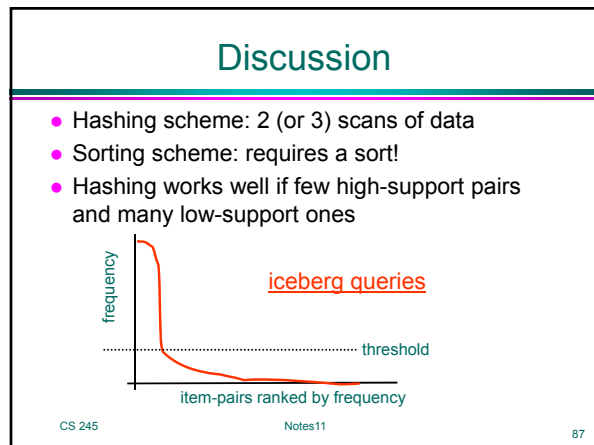 Discussion
● Hashing scheme: 2 (or 3) scans of data
● Sorting scheme: requires a sort!
● Hashing works well if few high-support pairs
and many low-support ones
frequency
iceberg queries
threshold
item-pairs ranked by frequency
CS 245
Notes11
87